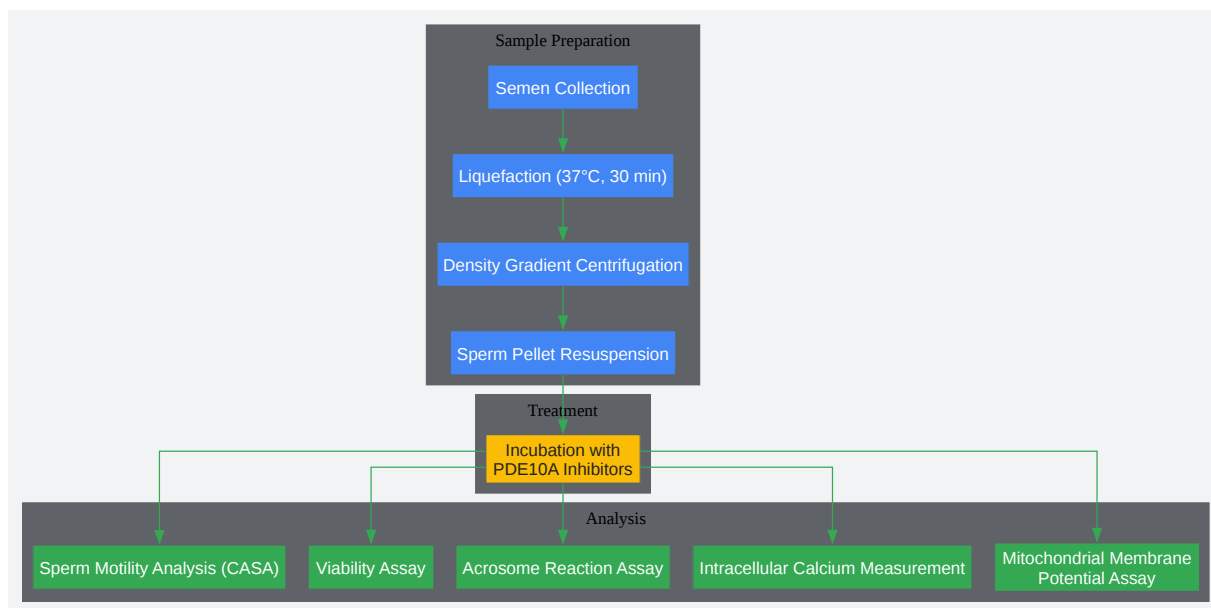 Sample Preparation
Semen Collection
Liquefaction (37°C, 30 min)
Density Gradient Centrifugation
Sperm Pellet Resuspension
Treatment
Incubation with
PDE10A Inhibitors
Analysis
Sperm Motility Analysis (CASA)
Viability Assay
Acrosome Reaction Assay
Intracellular Calcium Measurement
Mitochondrial Membrane
Potential Assay